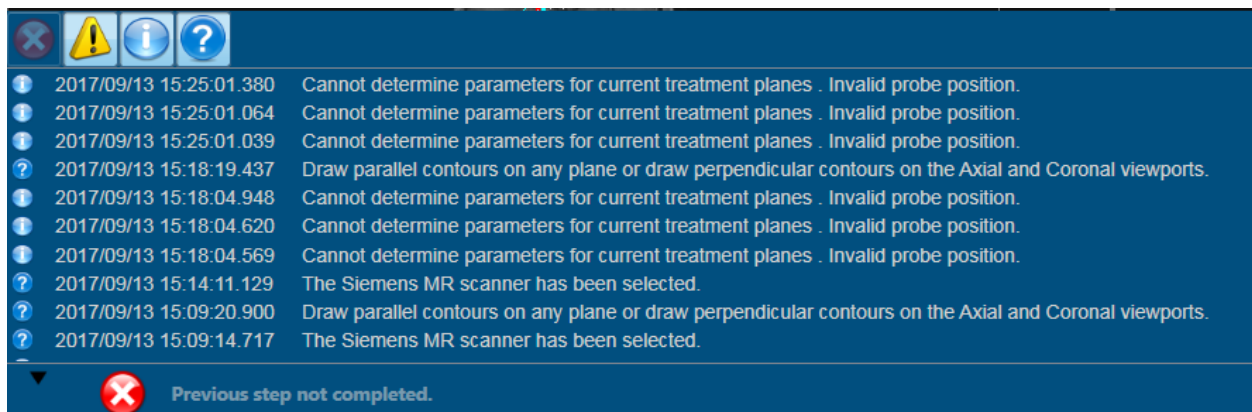 2017/09/13 15:25:01.380 Cannot determine parameters for current treatment planes . Invalid probe position.
2017/09/13 15:25:01.064 Cannot determine parameters for current treatment planes . Invalid probe position.
2017/09/13 15:25:01.039 Cannot determine parameters for current treatment planes . Invalid probe position.
2017/09/13 15:18:19.437 Draw parallel contours on any plane or draw perpendicular contours on the Axial and Coronal viewports.
2017/09/13 15:18:04.948 Cannot determine parameters for current treatment planes . Invalid probe position.
2017/09/13 15:18:04.620 Cannot determine parameters for current treatment planes . Invalid probe position.
2017/09/13 15:18:04.569 Cannot determine parameters for current treatment planes . Invalid probe position.
2017/09/13 15:14:11.129 The Siemens MR scanner has been selected.
2017/09/13 15:09:20.900 Draw parallel contours on any plane or draw perpendicular contours on the Axial and Coronal viewports.
2017/09/13 15:09:14.717 The Siemens MR scanner has been selected.
Previous step not completed.